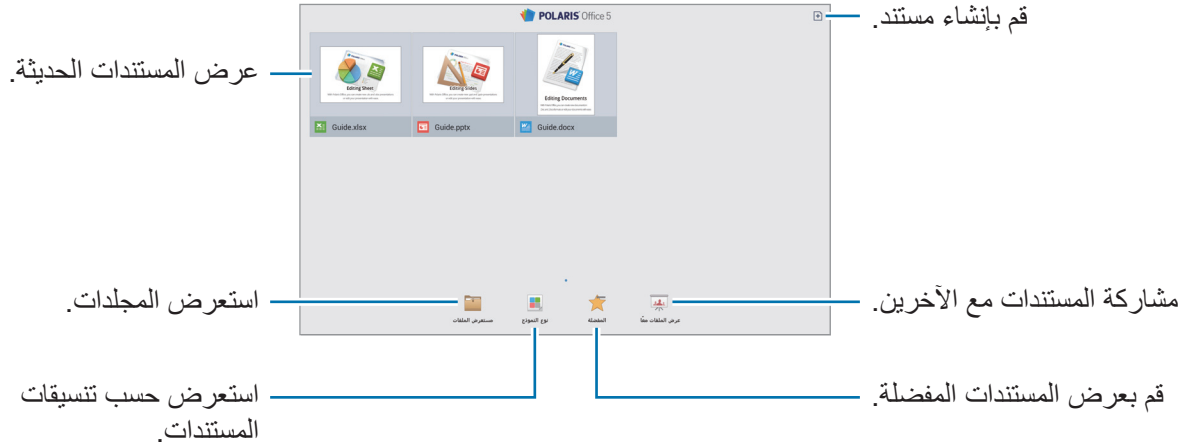 POLARIS Office 5
قم بإنشاء مستند.
عرض المستندات الحديثة.
Editing Sheet
Editing Slides
Editing Documents
Guide.xlsx
Guide.pptx
Guide.docx
مشاركة المستندات مع الآخرين.
عرض الملفات معًا
المفضلة
نوع النموذج
مستعرض الملفات
استعرض المجلدات.
قم بعرض المستندات المفضلة.
استعرض حسب تنسيقات
المستندات.